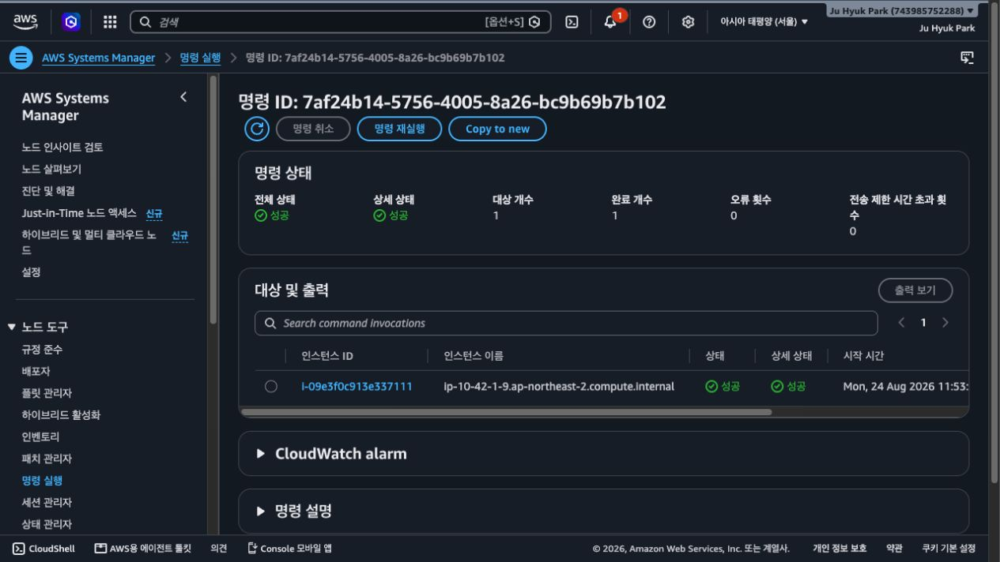 aws
검색
[옵션+S]
1
아시아 태평양 (서울)
Ju Hyuk Park (743985752288)
Ju Hyuk Park
AWS Systems Manager
명령 실행
명령 ID: 7af24b14-5756-4005-8a26-bc9b69b7b102
AWS Systems
Manager
노드 인사이트 검토
노드 살펴보기
진단 및 해결
Just-in-Time 노드 액세스 신규
하이브리드 및 멀티 클라우드 노 신규
드
설정
노드 도구
규정 준수
배포자
플릿 관리자
하이브리드 활성화
인벤토리
패치 관리자
명령 실행
세션 관리자
상태 관리자
명령 ID: 7af24b14-5756-4005-8a26-bc9b69b7b102
명령 취소
명령 재실행
Copy to new
명령 상태
전체 상태
성공
상세 상태
성공
대상 개수
1
완료 개수
1
오류 횟수
0
전송 제한 시간 초과 횟
수
0
대상 및 출력
출력 보기
Search command invocations
1
인스턴스 ID 인스턴스 이름 상태 상세 상태 시작 시간
i-09e3f0c913e337111 ip-10-42-1-9.ap-northeast-2.compute.internal 성공 성공 Mon, 24 Aug 2026 11:53:
CloudWatch alarm
명령 설명
CloudShell
AWS용 에이전트 툴킷
의견
Console 모바일 앱
© 2026, Amazon Web Services, Inc. 또는 계열사.
개인 정보 보호
약관
쿠키 기본 설정